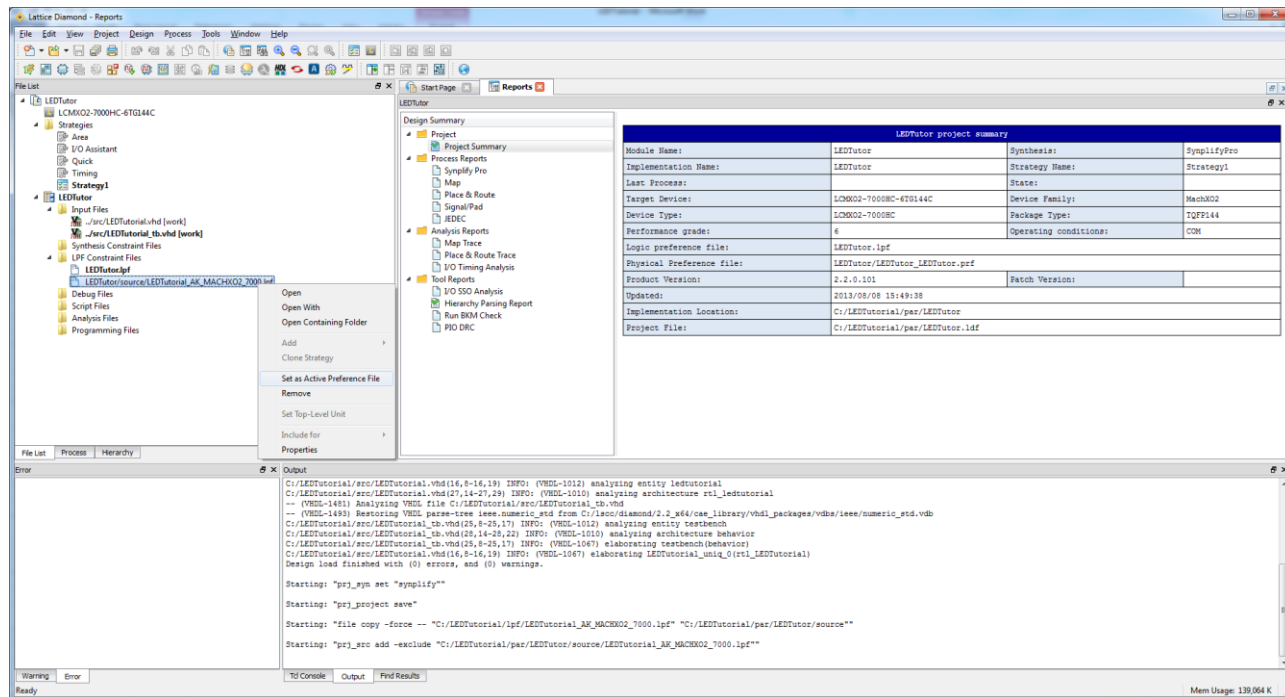 Lattice Diamond - Reports
File Edit View Project Design Process Tools Window Help
File List
LEDTutor
LCMXO2-7000HC-6TG144C
Strategies
Area
I/O Assistant
Quick
Timing
Strategy1
LEDTutor
Input Files
../src/LEDTutorial.vhd [work]
../src/LEDTutorial_tb.vhd [work]
Synthesis Constraint Files
LPF Constraint Files
LEDTutor.lpf
LEDTutor/source/LEDTutorial_AK_MACHXO2_7000.lpf
Debug Files
Script Files
Analysis Files
Programming Files
Open
Open With
Open Containing Folder
Add
Clone Strategy
Set as Active Preference File
Remove
Set Top-Level Unit
Include for
Properties
File List Process Hierarchy
Start Page Reports
LEDTutor
Design Summary
Project
Project Summary
Process Reports
Synplify Pro
Map
Place & Route
Signal/Pad
JEDEC
Analysis Reports
Map Trace
Place & Route Trace
I/O Timing Analysis
Tool Reports
I/O SSO Analysis
Hierarchy Parsing Report
Run BKM Check
PIO DRC
LEDTutor project summary
Module Name: LEDTutor Synthesis: SynplifyPro
Implementation Name: LEDTutor Strategy Name: Strategy1
Last Process: State:
Target Device: LCMXO2-7000HC-6TG144C Device Family: MachXO2
Device Type: LCMXO2-7000HC Package Type: TQFP144
Performance grade: 6 Operating conditions: COM
Logic preference file: LEDTutor.lpf
Physical Preference file: LEDTutor/LEDTutor_LEDTutor.prf
Product Version: 2.2.0.101 Patch Version:
Updated: 2013/08/08 15:49:38
Implementation Location: C:/LEDTutorial/par/LEDTutor
Project File: C:/LEDTutorial/par/LEDTutor.ldf
Error
Warning Error
Output
C:/LEDTutorial/src/LEDTutorial.vhd(16,8-16,19) INFO: (VHDL-1012) analyzing entity ledtutorial
C:/LEDTutorial/src/LEDTutorial.vhd(27,14-27,29) INFO: (VHDL-1010) analyzing architecture rtl_ledtutorial
-- (VHDL-1481) Analyzing VHDL file C:/LEDTutorial/src/LEDTutorial_tb.vhd
-- (VHDL-1493) Restoring VHDL parse-tree ieee.numeric_std from C:/lscc/diamond/2.2_x64/cae_library/vhdl_packages/vdbs/ieee/numeric_std.vdb
C:/LEDTutorial/src/LEDTutorial_tb.vhd(25,8-25,17) INFO: (VHDL-1012) analyzing entity testbench
C:/LEDTutorial/src/LEDTutorial_tb.vhd(28,14-28,22) INFO: (VHDL-1010) analyzing architecture behavior
C:/LEDTutorial/src/LEDTutorial_tb.vhd(25,8-25,17) INFO: (VHDL-1067) elaborating testbench(behavior)
C:/LEDTutorial/src/LEDTutorial.vhd(16,8-16,19) INFO: (VHDL-1067) elaborating LEDTutorial_uniq_0(rtl_LEDTutorial)
Design load finished with (0) errors, and (0) warnings.
Starting: "prj_syn set "synplify""
Starting: "prj_project save"
Starting: "file copy -force -- "C:/LEDTutorial/lpf/LEDTutorial_AK_MACHXO2_7000.lpf" "C:/LEDTutorial/par/LEDTutor/source""
Starting: "prj_src add -exclude "C:/LEDTutorial/par/LEDTutor/source/LEDTutorial_AK_MACHXO2_7000.lpf""
Tcl Console Output Find Results
Ready
Mem Usage: 139,064 K